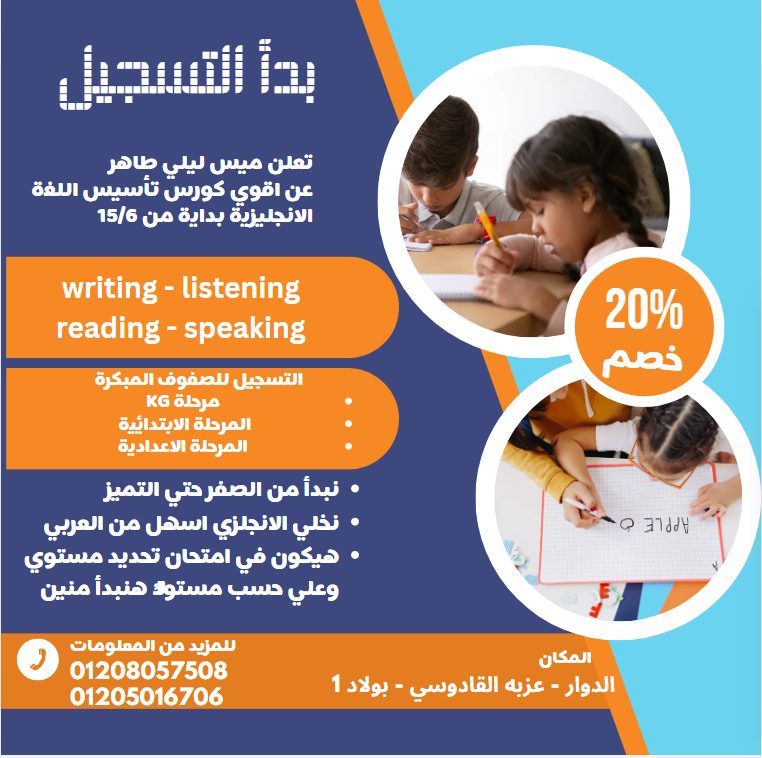 بدأ التسجيل
تعلن ميس ليلي طاهر
عن اقوي كورس تأسيس اللغة
الانجليزية بداية من 15/6
writing - listening
reading - speaking
20%
خصم
التسجيل للصفوف المبكرة
• مرحلة KG
• المرحلة الابتدائية
• المرحلة الاعدادية
• نبدأ من الصفر حتي التميز
• نخلي الانجلزي اسهل من العربي
• هيكون في امتحان تحديد مستوي
وعلي حسب مستواك هنبدأ منين
APPLE
A
للمزيد من المعلومات
01208057508
01205016706
المكان
الدوار - عزبه القادوسي - بولاد 1